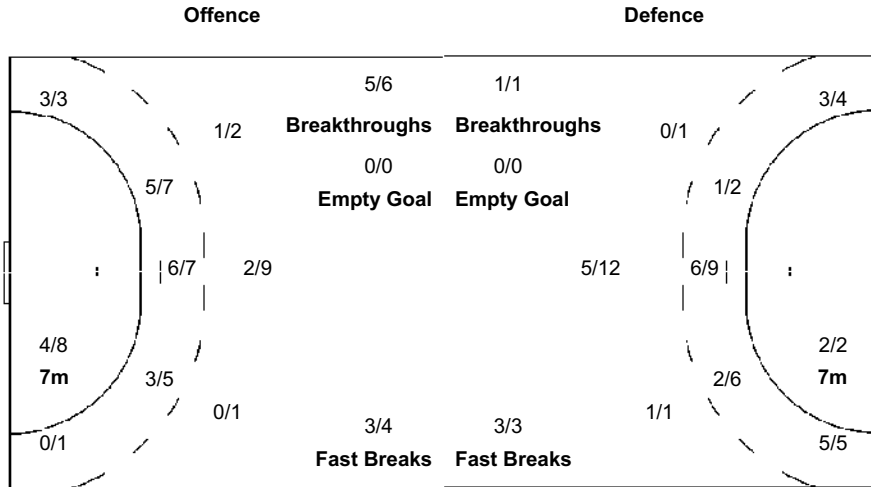 Offence Defence
5/6 1/1
3/3 3/4
1/2 Breakthroughs Breakthroughs 0/1
0/0 0/0
5/7 1/2
Empty Goal Empty Goal
6/7 2/9 5/12 6/9
4/8 2/2
7m 3/5 2/6 7m
0/1 3/4 3/3 1/1
0/1 5/5
Fast Breaks Fast Breaks